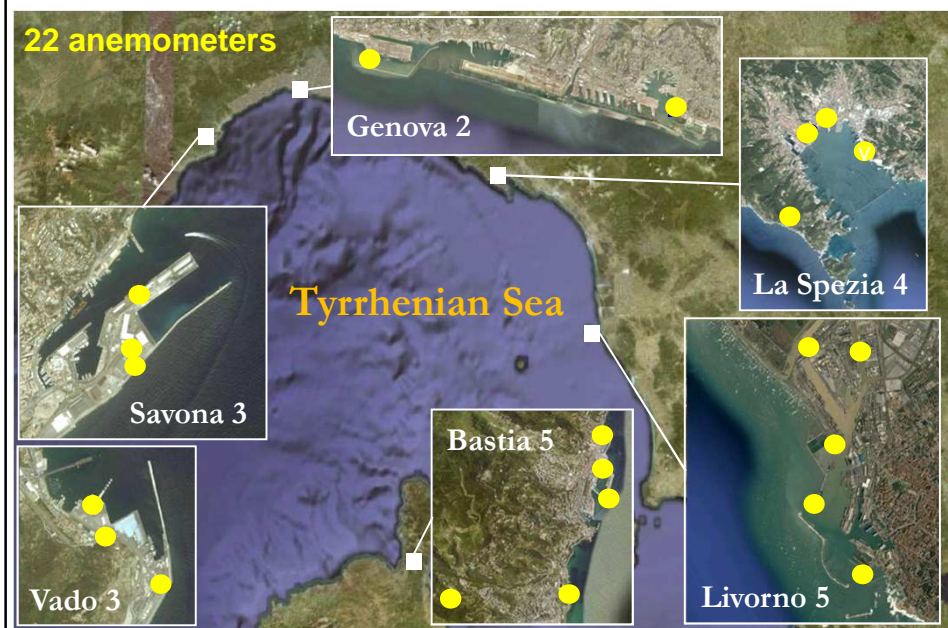 22 anemometers
Genova 2
La Spezia 4
V
Tyrrhenian Sea
Savona 3
Bastia 5
Vado 3
Livorno 5